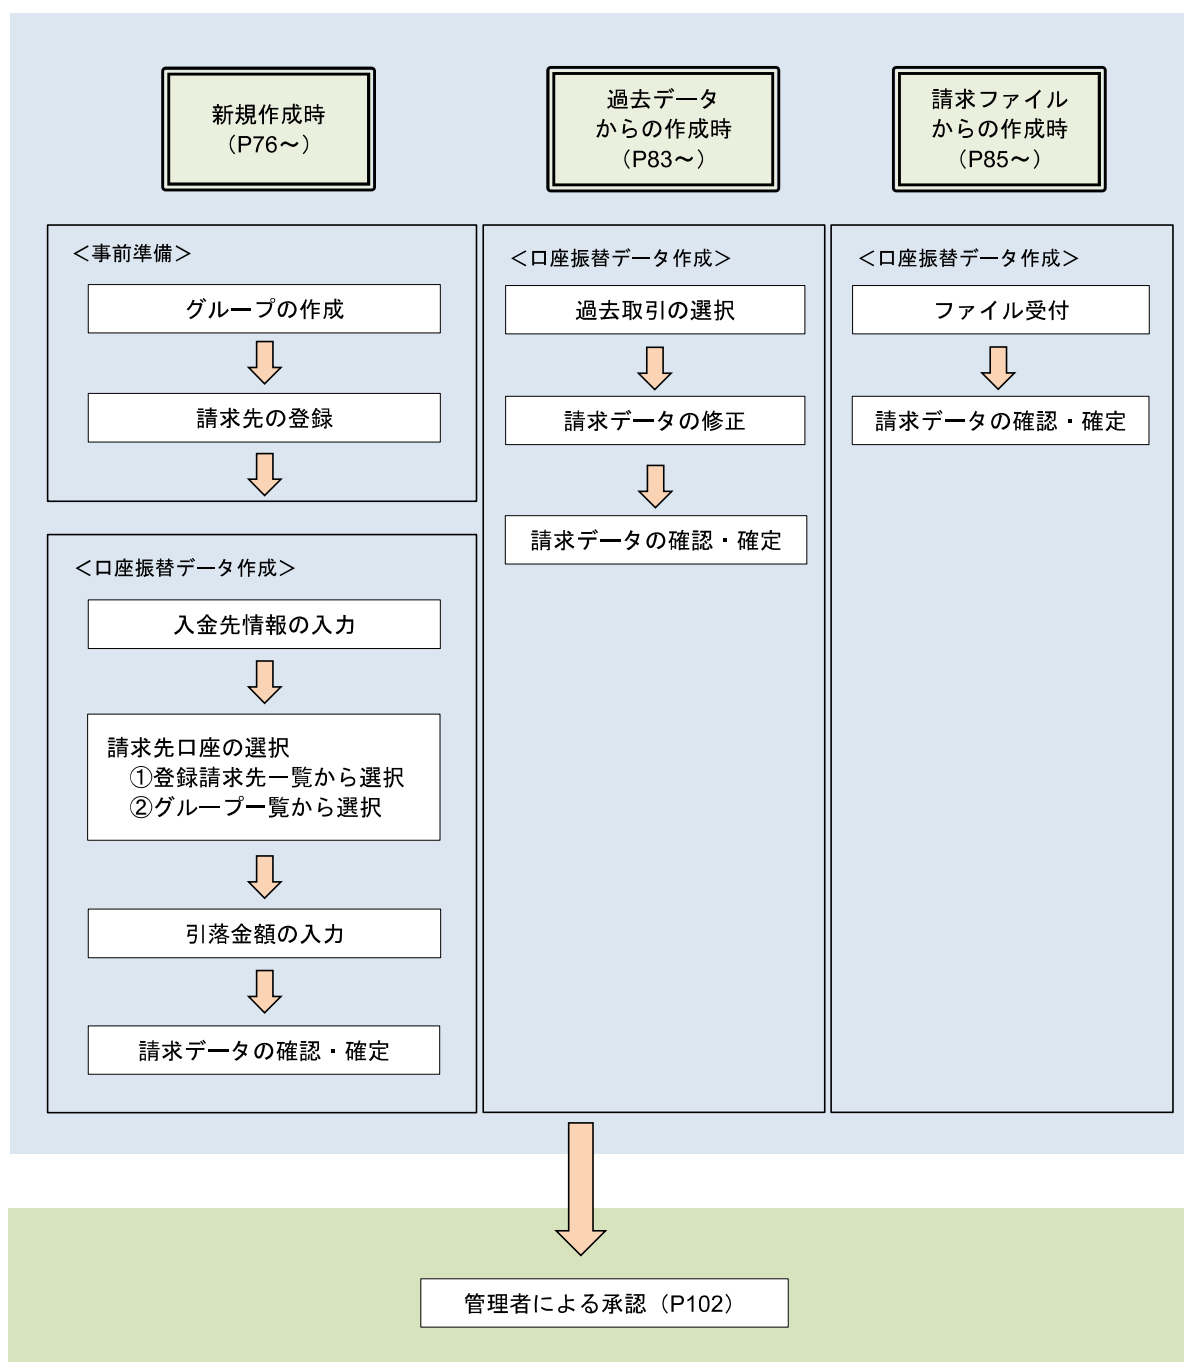 新規作成時
（P76～）
過去データ
からの作成時
（P83～）
請求ファイル
からの作成時
（P85～）
＜事前準備＞
グループの作成
請求先の登録
＜口座振替データ作成＞
入金先情報の入力
請求先口座の選択
①登録請求先一覧から選択
②グループ一覧から選択
引落金額の入力
請求データの確認・確定
＜口座振替データ作成＞
過去取引の選択
請求データの修正
請求データの確認・確定
＜口座振替データ作成＞
ファイル受付
請求データの確認・確定
管理者による承認（P102）